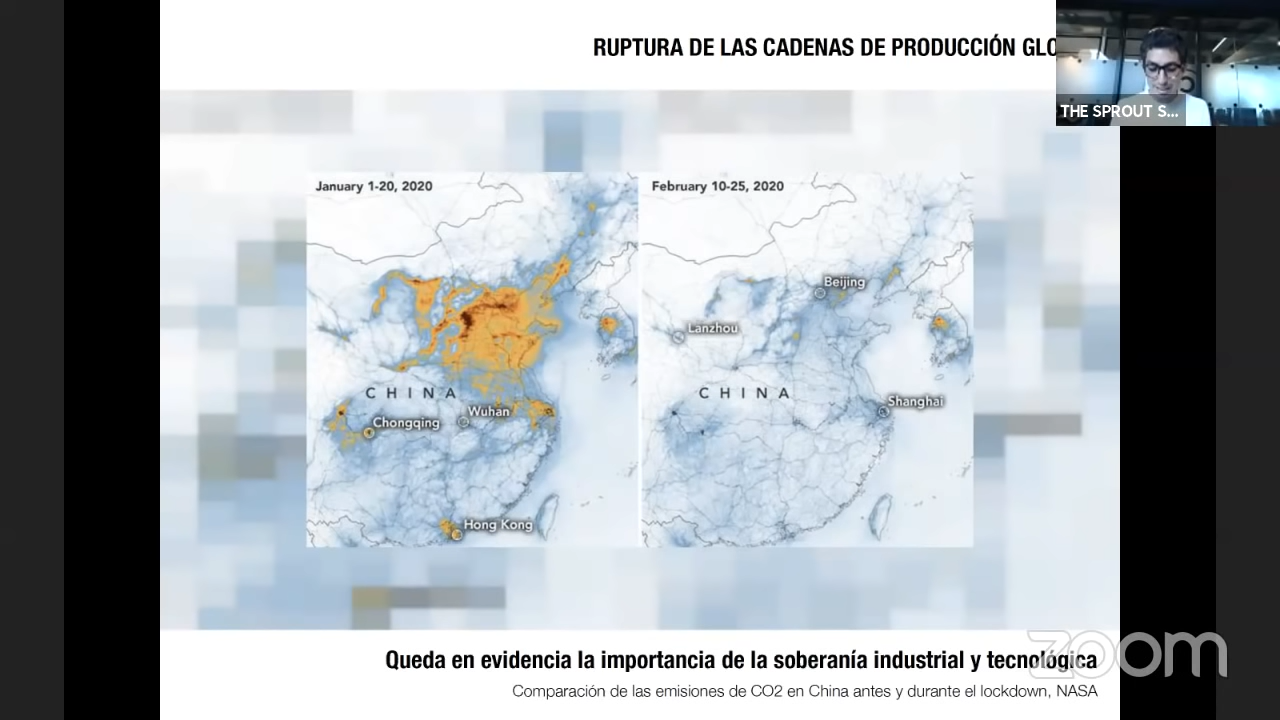 RUPTURA DE LAS CADENAS DE PRODUCCIÓN GLO
THE SPROUT S...
January 1-20, 2020
February 10-25, 2020
Beijing
Lanzhou
CHINA
CHINA
Shanghai
Wuhan
Chongqing
Hong Kong
zoom
Queda en evidencia la importancia de la soberanía industrial y tecnológica
Comparación de las emisiones de CO2 en China antes y durante el lockdown, NASA